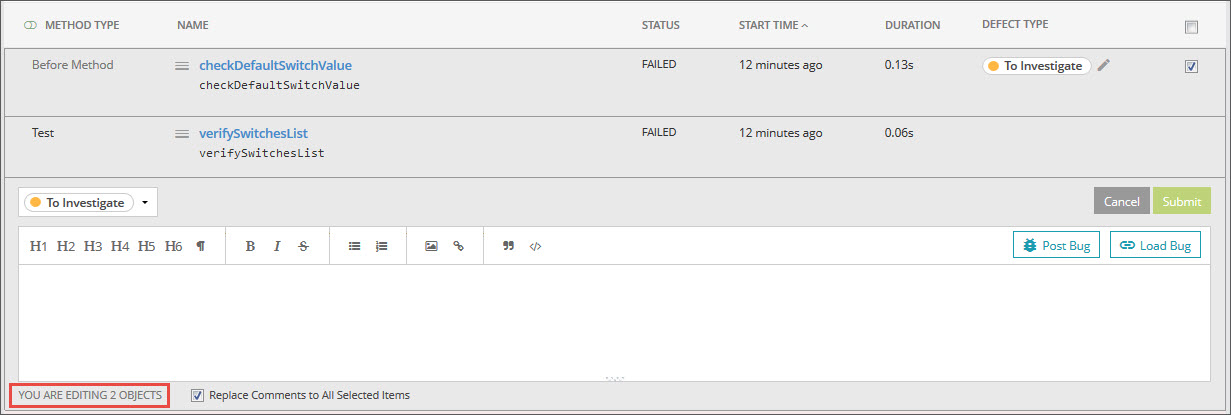 METHOD TYPE NAME STATUS START TIME DURATION DEFECT TYPE
Before Method checkDefaultSwitchValue FAILED 12 minutes ago 0.13s To Investigate
checkDefaultSwitchValue
Test verifySwitchesList FAILED 12 minutes ago 0.06s
verifySwitchesList
To Investigate Cancel Submit
H1 H2 H3 H4 H5 H6 ¶ B I S Post Bug Load Bug
YOU ARE EDITING 2 OBJECTS Replace Comments to All Selected Items